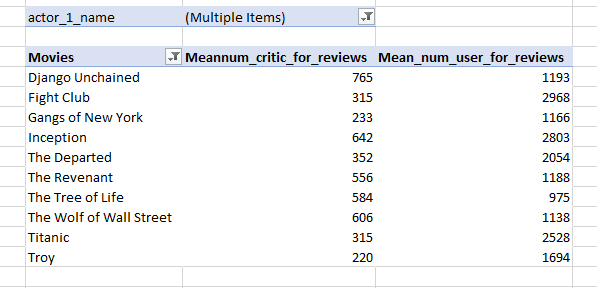 actor_1_name (Multiple Items)
Movies Meannum_critic_for_reviews Mean_num_user_for_reviews
Django Unchained 765 1193
Fight Club 315 2968
Gangs of New York 233 1166
Inception 642 2803
The Departed 352 2054
The Revenant 556 1188
The Tree of Life 584 975
The Wolf of Wall Street 606 1138
Titanic 315 2528
Troy 220 1694